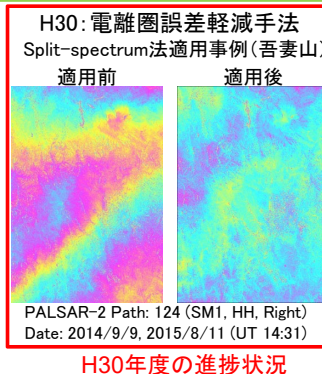 H30:電離圏誤差軽減手法
Split-spectrum法適用事例(吾妻山)
適用前 適用後
PALSAR-2 Path: 124 (SM1, HH, Right)
Date: 2014/9/9, 2015/8/11 (UT 14:31)
H30年度の進捗状況